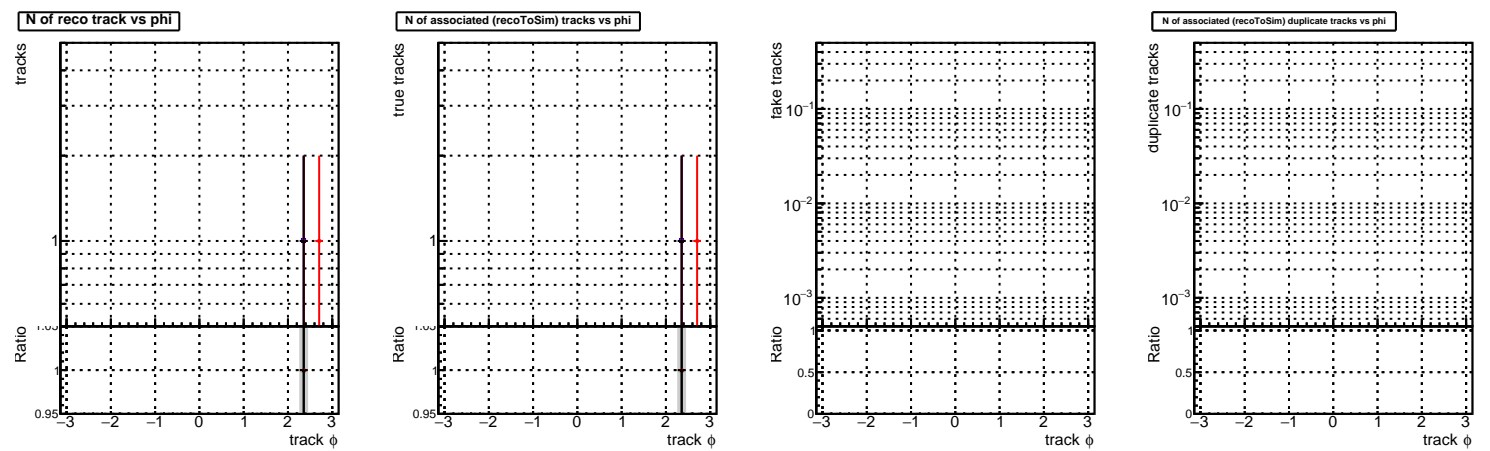 N of reco track vs phi
tracks
1
Ratio
1.05
1
0.95
−3 −2 −1 0 1 2 3
track ϕ
N of associated (recoToSim) tracks vs phi
true tracks
1
Ratio
1.05
1
0.95
−3 −2 −1 0 1 2 3
track ϕ
fake tracks
10−1
10−2
10−3
Ratio
1
0.5
0
−3 −2 −1 0 1 2 3
track ϕ
N of associated (recoToSim) duplicate tracks vs phi
duplicate tracks
10−1
10−2
10−3
Ratio
1
0.5
0
−3 −2 −1 0 1 2 3
track ϕ